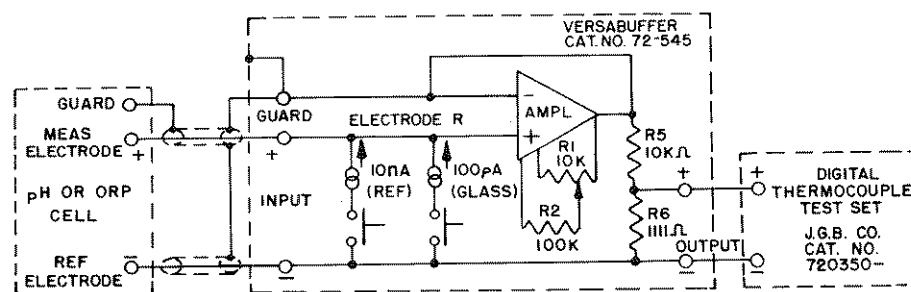 VERSABUFFER
CAT. NO. 72-545
GUARD
MEAS
ELECTRODE
+
pH OR ORP
CELL
REF
ELECTRODE
−
GUARD
+
INPUT
−
ELECTRODE R
10nA
(REF)
100pA
(GLASS)
−
AMPL.
+
R1
10K
R2
100K
R5
10KΩ
R6
1111Ω
+
OUTPUT
−
+
DIGITAL
THERMOCOUPLE
TEST SET
J.G.B. CO.
CAT. NO.
720350-
−